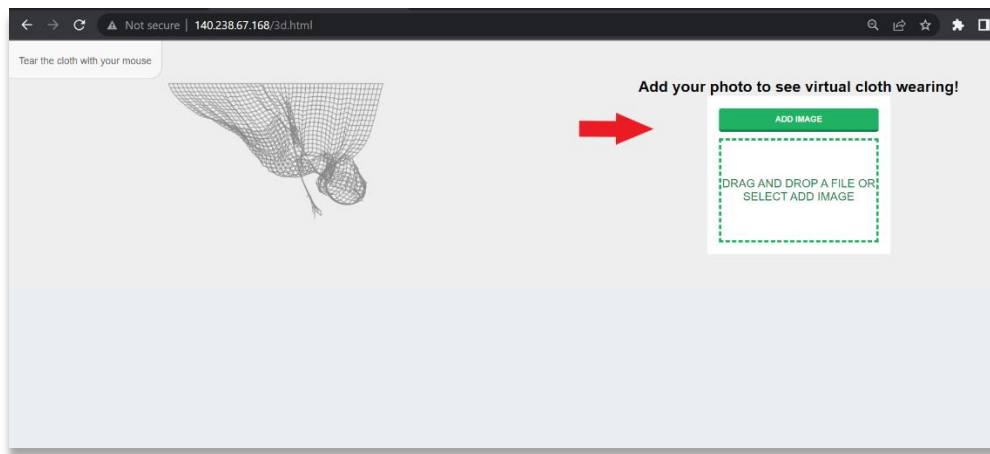 Not secure | 140.238.67.168/3d.html
Tear the cloth with your mouse
Add your photo to see virtual cloth wearing!
ADD IMAGE
DRAG AND DROP A FILE OR
SELECT ADD IMAGE